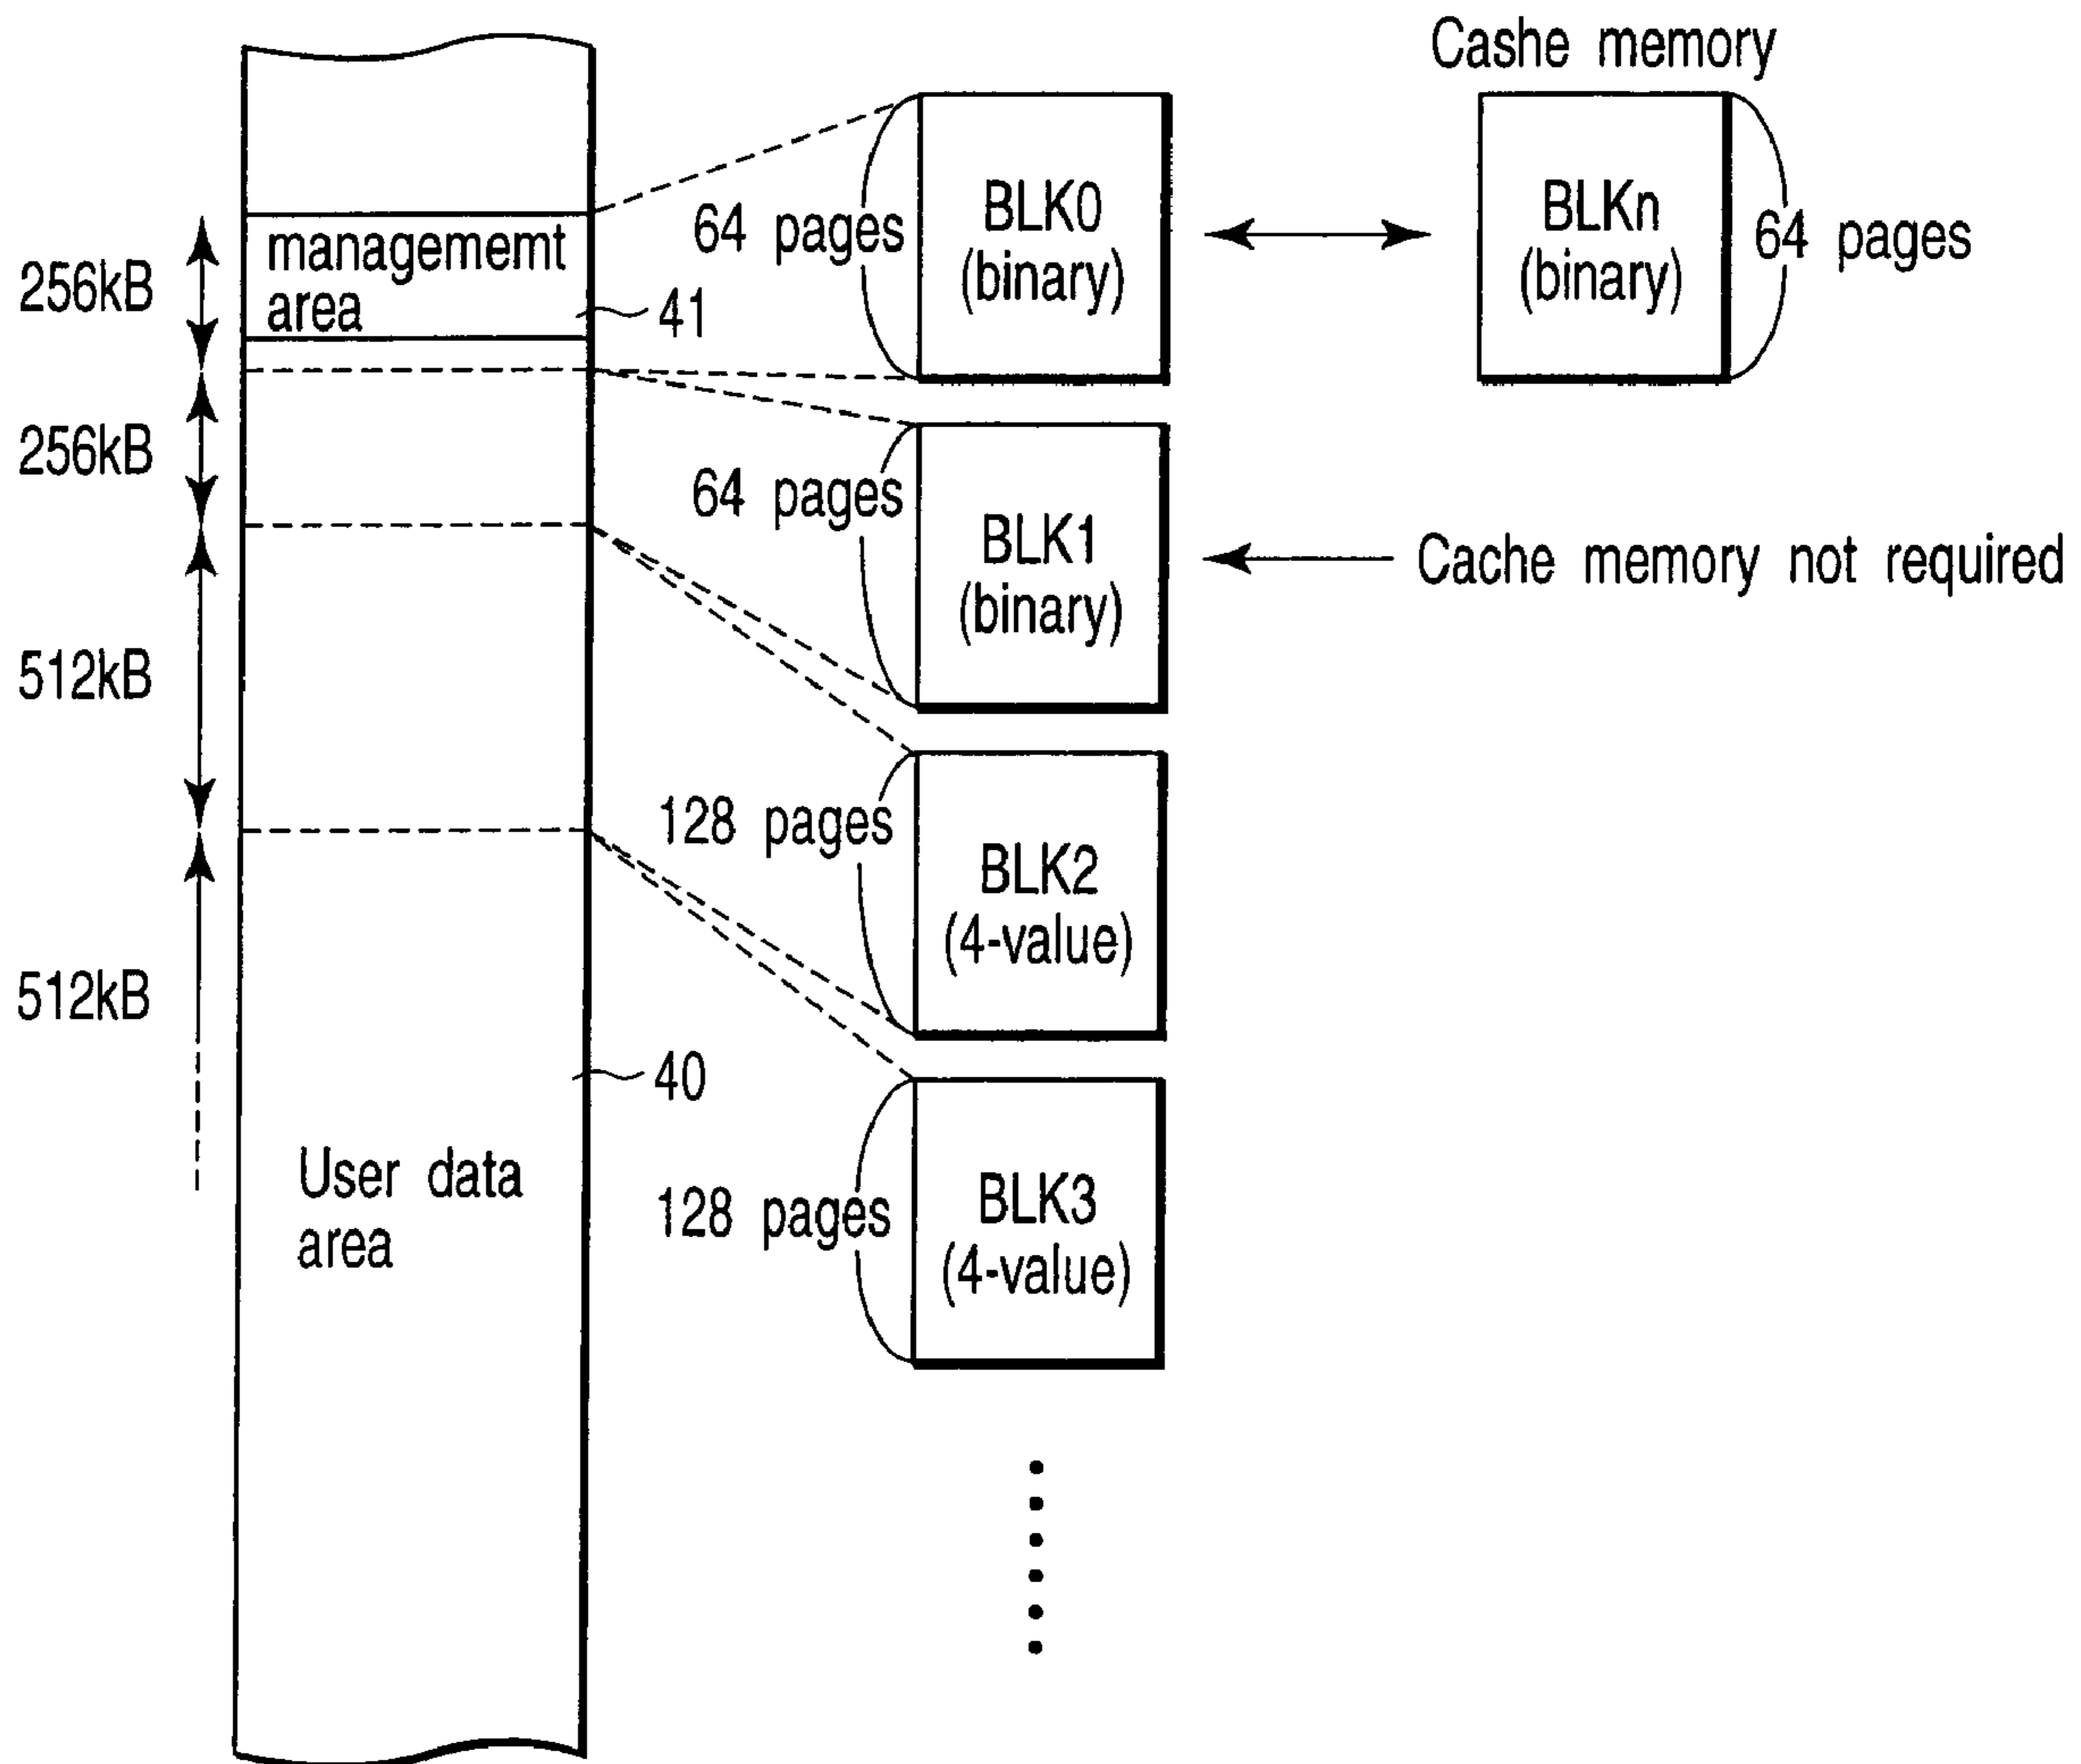 Cashe memory
managememt
area
41
256kB
64 pages
BLK0
(binary)
BLKn
(binary)
64 pages
256kB
64 pages
BLK1
(binary)
Cache memory not required
512kB
128 pages
BLK2
(4-value)
512kB
40
User data
area
128 pages
BLK3
(4-value)